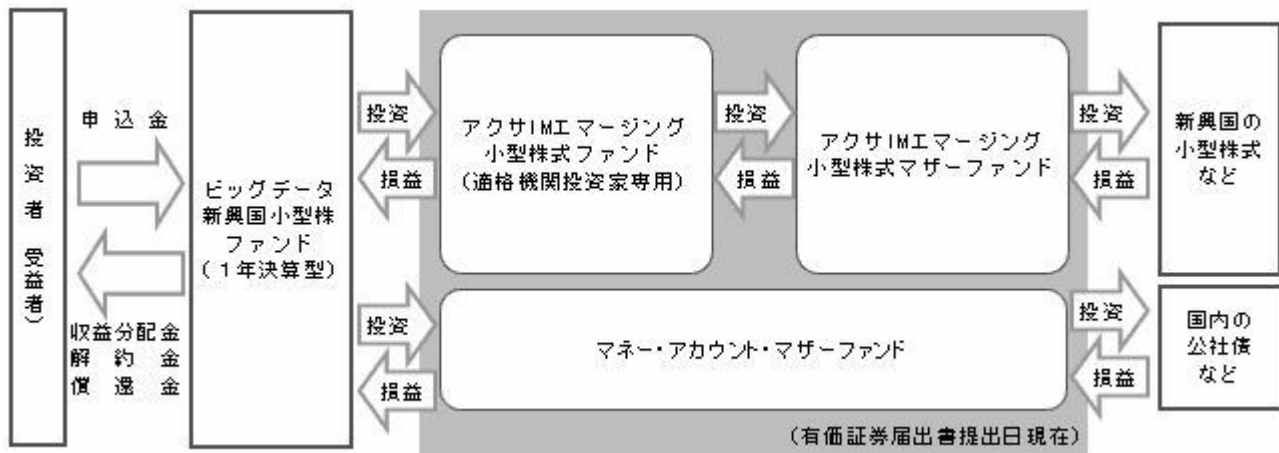 投資者 受益者）
申込金
収益分配金
解約金
償還金
ビッグデータ
新興国小型株
ファンド
（１年決算型）
投資
損益
アクサIMエマージング
小型株式ファンド
（適格機関投資家専用）
投資
損益
アクサIMエマージング
小型株式マザーファンド
投資
損益
新興国の
小型株式
など
投資
損益
マネー・アカウント・マザーファンド
投資
損益
国内の
公社債
など
（有価証券届出書提出日現在）